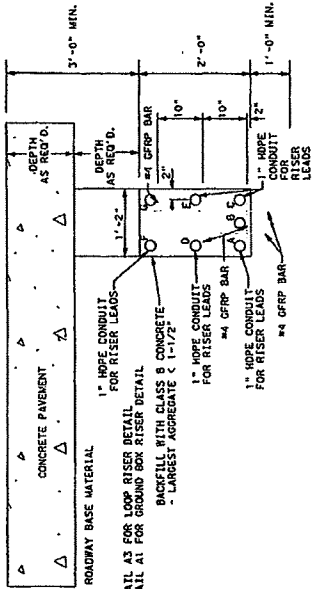 3'-0" MIN.
2'-0"
1'-0" MIN.
DEPTH
AS REQ'D.
DEPTH
AS REQ'D.
#4 GFRP BAR
10"
10"
2"
2"
1'-2"
1" HDPE
CONDUIT
FOR
RISER
LEADS
CONCRETE PAVEMENT
ROADWAY BASE MATERIAL
1" HDPE CONDUIT
FOR RISER LEADS
AIL A3 FOR LOOP RISER DETAIL
AIL A1 FOR GROUND BOX RISER DETAIL
BACKFILL WITH CLASS B CONCRETE
- LARGEST AGGREGATE < 1-1/2"
D
E
A
B
C
1" HDPE CONDUIT
FOR RISER LEADS
#4 GFRP BAR
1" HDPE CONDUIT
FOR RISER LEADS
#4 GFRP BAR